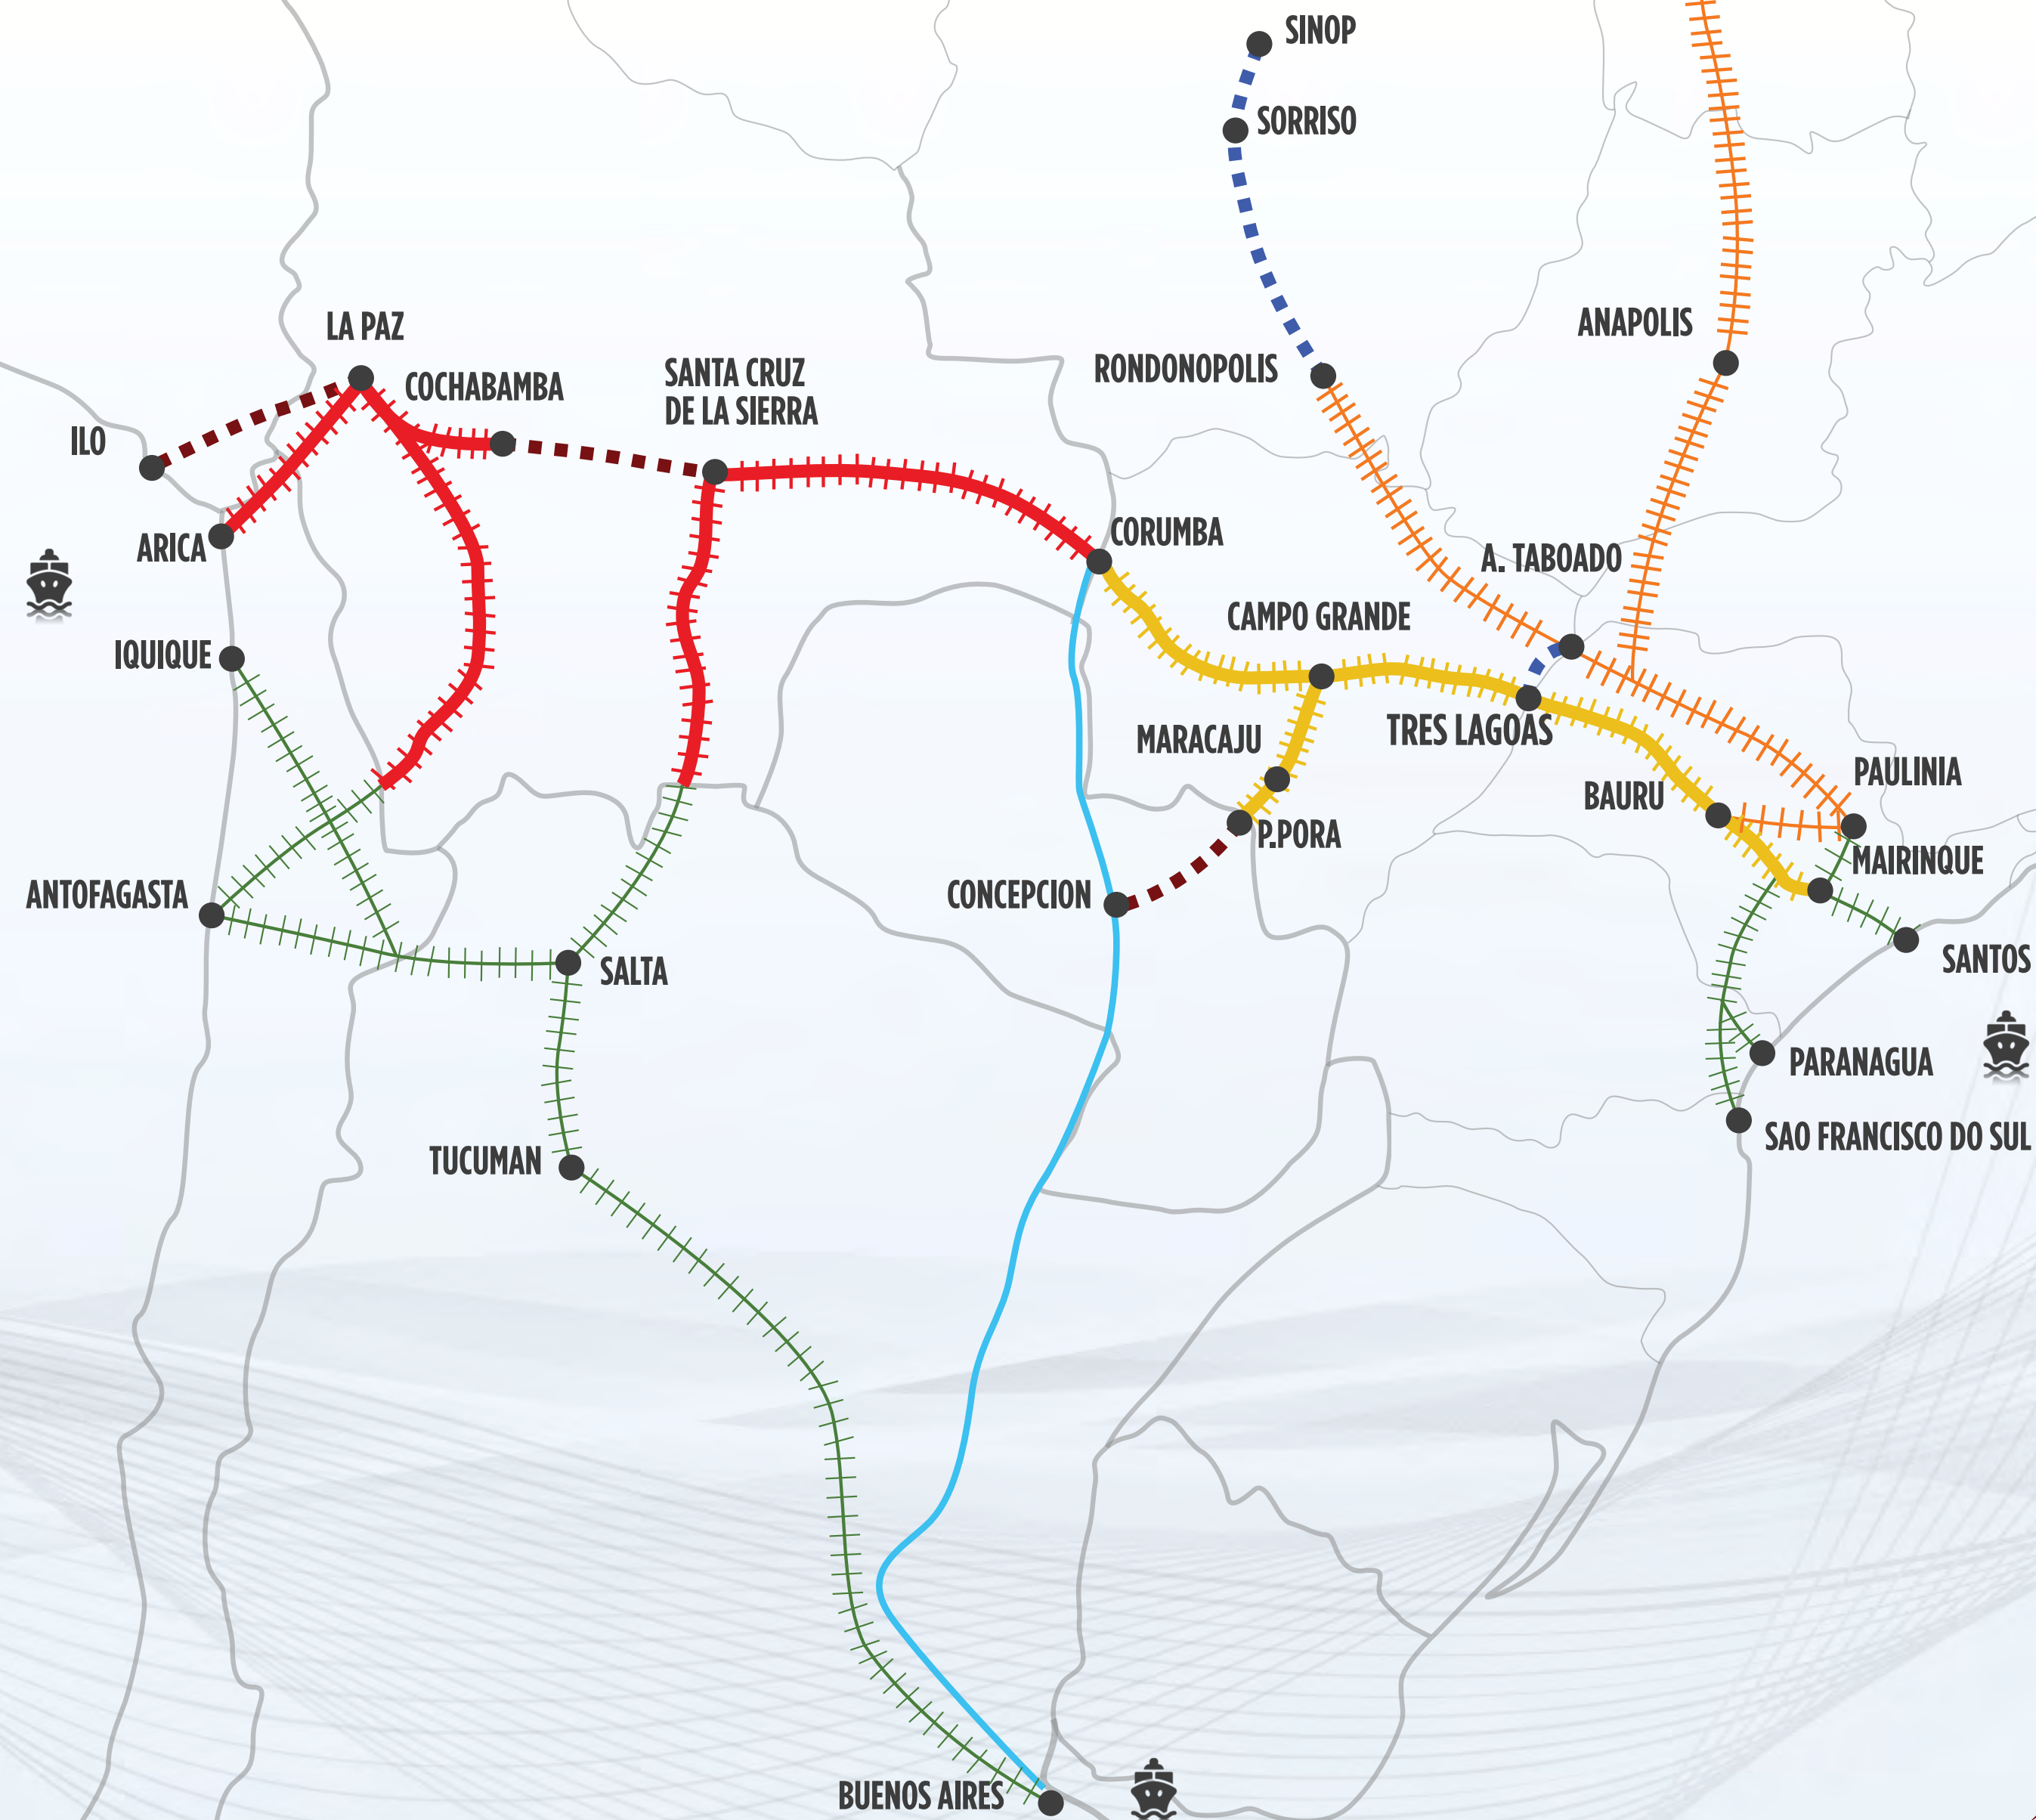 SINOP
SORRISO
ANAPOLIS
LA PAZ
RONDONOPOLIS
COCHABAMBA
SANTA CRUZ
DE LA SIERRA
ILO
CORUMBA
ARICA
A. TABOADO
CAMPO GRANDE
IQUIQUE
TRES LAGOAS
MARACAJU
PAULINIA
BAURU
P.PORA
MAIRINQUE
ANTOFAGASTA
CONCEPCION
SANTOS
SALTA
PARANAGUA
SAO FRANCISCO DO SUL
TUCUMAN
BUENOS AIRES